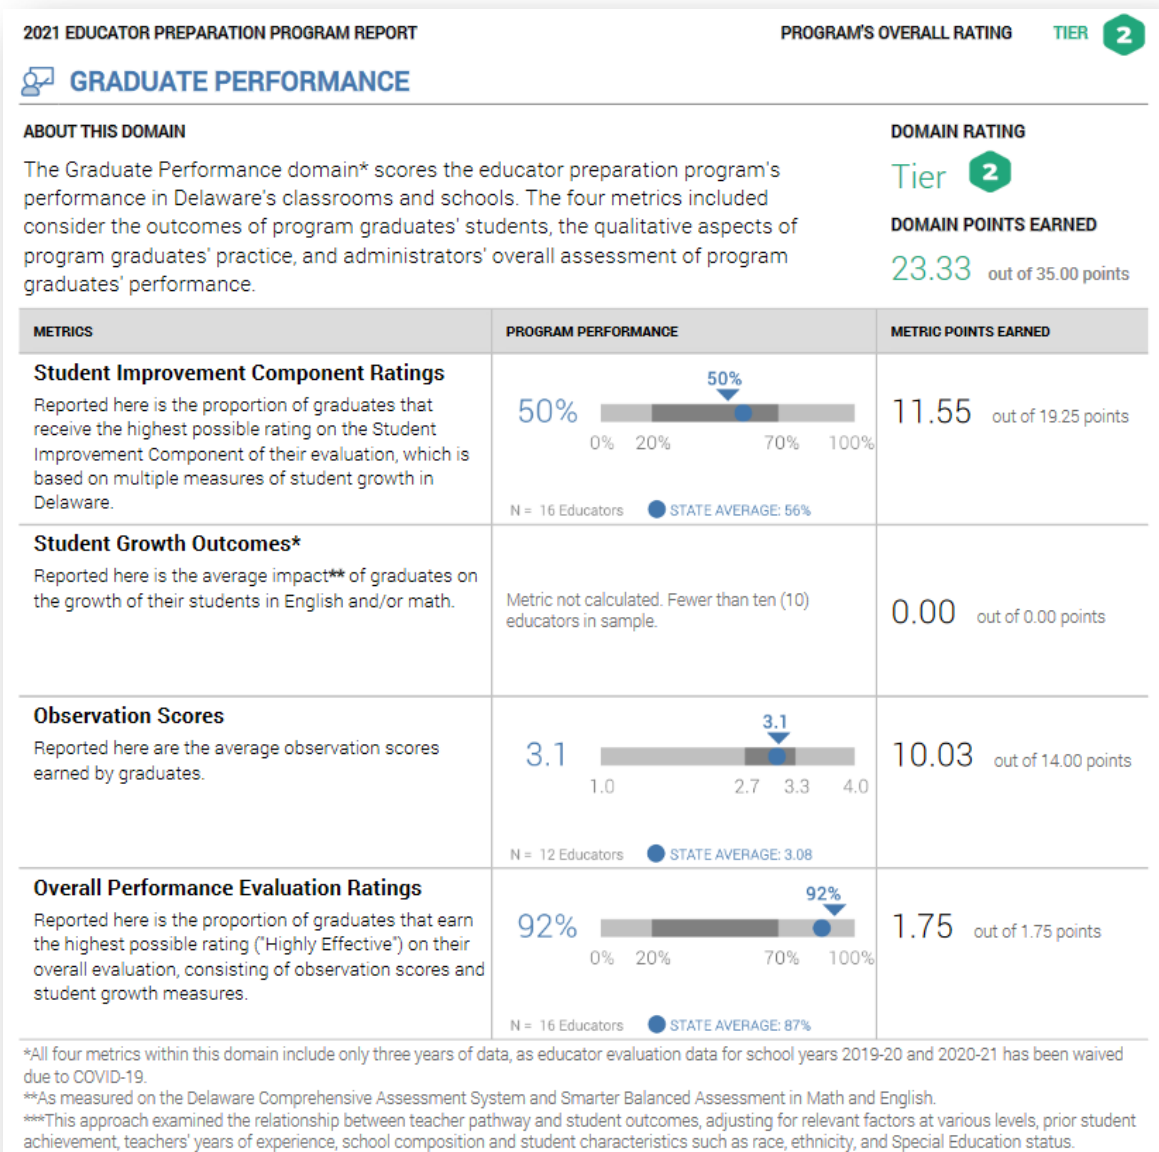 2021 EDUCATOR PREPARATION PROGRAM REPORT
PROGRAM'S OVERALL RATING TIER 2
GRADUATE PERFORMANCE
ABOUT THIS DOMAIN
The Graduate Performance domain* scores the educator preparation program's
performance in Delaware's classrooms and schools. The four metrics included
consider the outcomes of program graduates' students, the qualitative aspects of
program graduates' practice, and administrators' overall assessment of program
graduates' performance.
DOMAIN RATING
Tier 2
DOMAIN POINTS EARNED
23.33 out of 35.00 points
METRICS
PROGRAM PERFORMANCE
METRIC POINTS EARNED
Student Improvement Component Ratings
Reported here is the proportion of graduates that
receive the highest possible rating on the Student
Improvement Component of their evaluation, which is
based on multiple measures of student growth in
Delaware.
50%
50%
0% 20% 70% 100%
N = 16 Educators STATE AVERAGE: 56%
11.55 out of 19.25 points
Student Growth Outcomes*
Reported here is the average impact** of graduates on
the growth of their students in English and/or math.
Metric not calculated. Fewer than ten (10)
educators in sample.
0.00 out of 0.00 points
Observation Scores
Reported here are the average observation scores
earned by graduates.
3.1
3.1
1.0 2.7 3.3 4.0
N = 12 Educators STATE AVERAGE: 3.08
10.03 out of 14.00 points
Overall Performance Evaluation Ratings
Reported here is the proportion of graduates that earn
the highest possible rating ("Highly Effective") on their
overall evaluation, consisting of observation scores and
student growth measures.
92%
92%
0% 20% 70% 100%
N = 16 Educators STATE AVERAGE: 87%
1.75 out of 1.75 points
*All four metrics within this domain include only three years of data, as educator evaluation data for school years 2019-20 and 2020-21 has been waived
due to COVID-19.
**As measured on the Delaware Comprehensive Assessment System and Smarter Balanced Assessment in Math and English.
***This approach examined the relationship between teacher pathway and student outcomes, adjusting for relevant factors at various levels, prior student
achievement, teachers' years of experience, school composition and student characteristics such as race, ethnicity, and Special Education status.